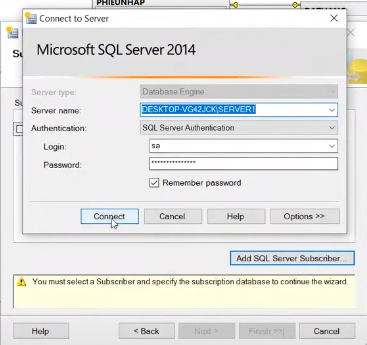 PHIEUNHAP
Connect to Server
Microsoft SQL Server 2014
Server type:
Database Engine
Server name:
DESKTOP-VG42JCK\SERVER1
Authentication:
SQL Server Authentication
Login:
sa
Password:
***************
Remember password
Connect
Cancel
Help
Options >>
Add SQL Server Subscriber...
You must select a Subscriber and specify the subscription database to continue the wizard.
Help
< Back
Next >
Finish >>|
Cancel